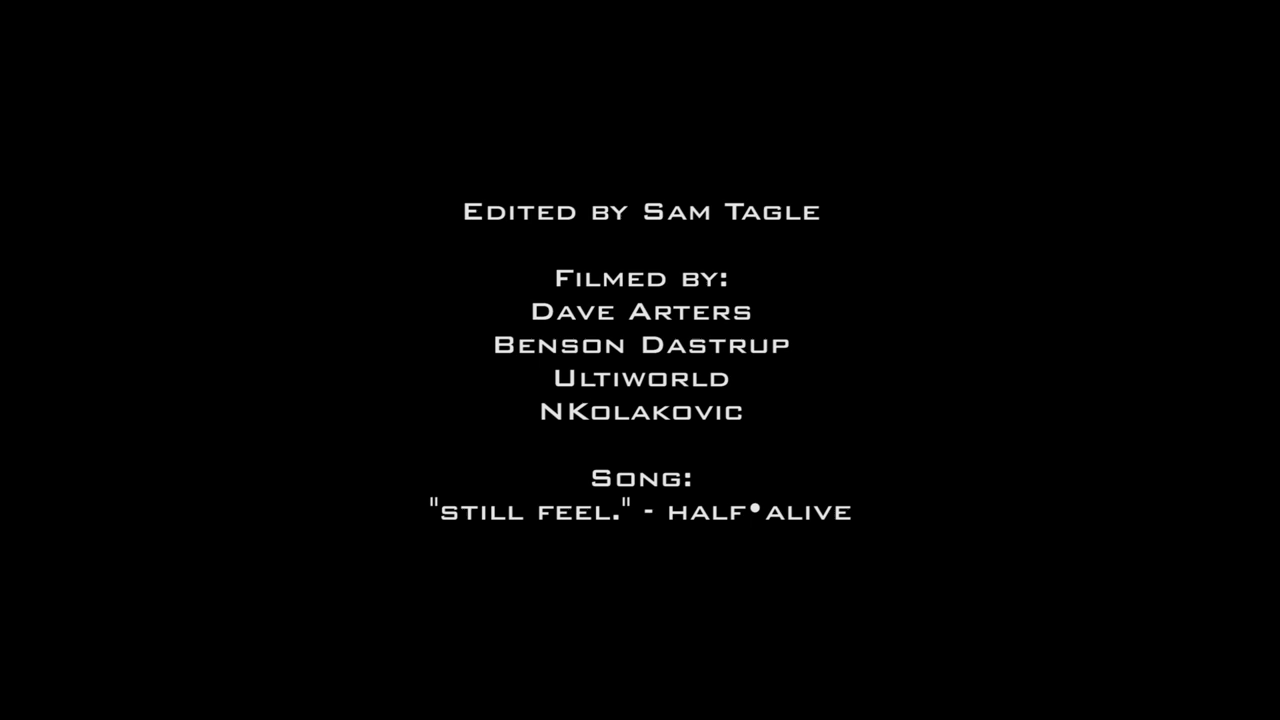 Edited by Sam Tagle
Filmed by:
Dave Arters
Benson Dastrup
Ultiworld
NKolakovic
Song:
"still feel." - half•alive